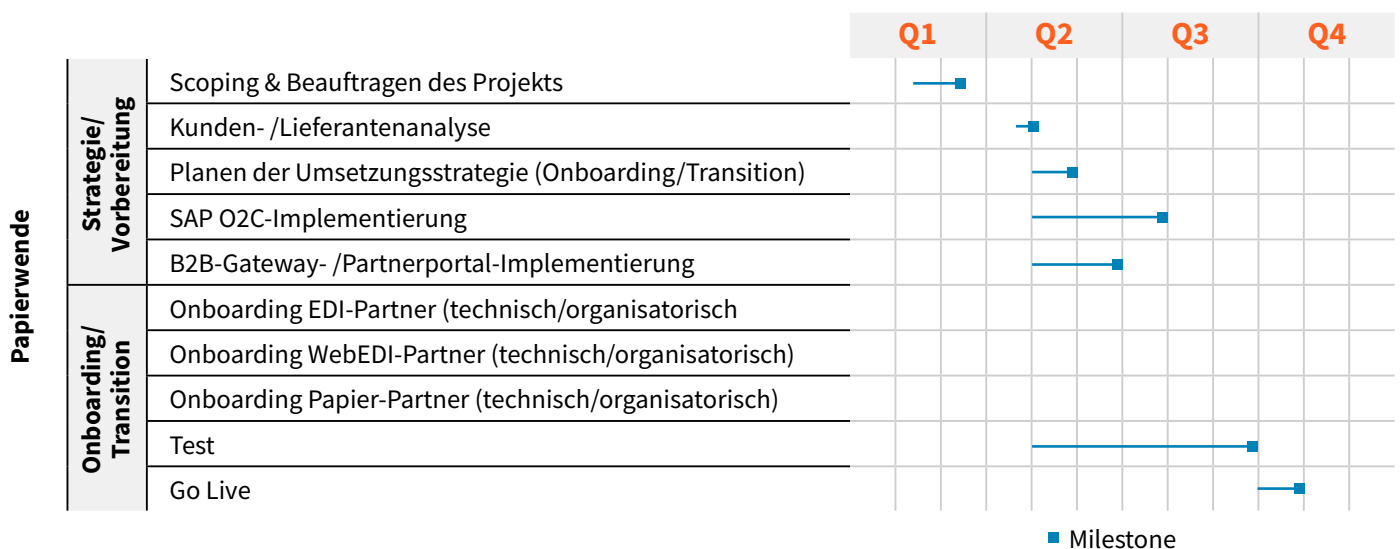 Q1 Q2 Q3 Q4
Papierwende
Strategie/
Vorbereitung
Scoping & Beauftragen des Projekts
Kunden- /Lieferantenanalyse
Planen der Umsetzungsstrategie (Onboarding/Transition)
SAP O2C-Implementierung
B2B-Gateway- /Partnerportal-Implementierung
Onboarding/
Transition
Onboarding EDI-Partner (technisch/organisatorisch
Onboarding WebEDI-Partner (technisch/organisatorisch)
Onboarding Papier-Partner (technisch/organisatorisch)
Test
Go Live
Milestone